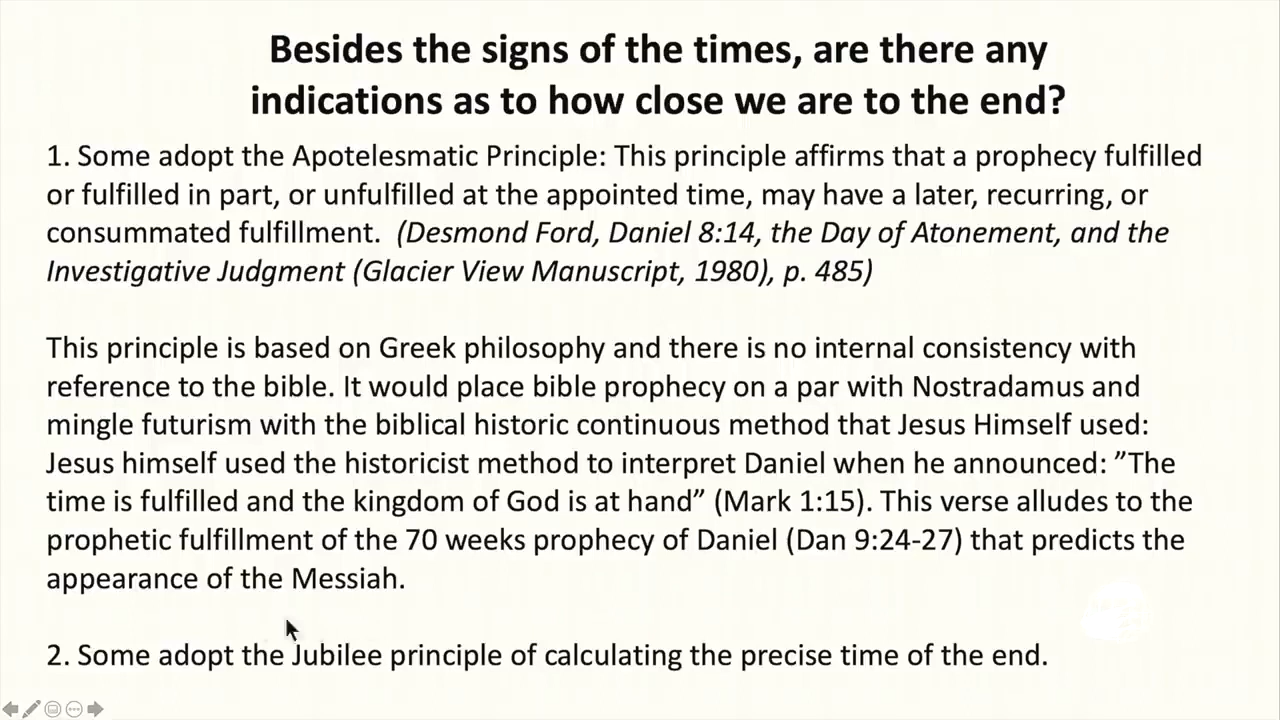 Besides the signs of the times, are there any
indications as to how close we are to the end?
1. Some adopt the Apotelesmatic Principle: This principle affirms that a prophecy fulfilled
or fulfilled in part, or unfulfilled at the appointed time, may have a later, recurring, or
consummated fulfillment. (Desmond Ford, Daniel 8:14, the Day of Atonement, and the
Investigative Judgment (Glacier View Manuscript, 1980), p. 485)
This principle is based on Greek philosophy and there is no internal consistency with
reference to the bible. It would place bible prophecy on a par with Nostradamus and
mingle futurism with the biblical historic continuous method that Jesus Himself used:
Jesus himself used the historicist method to interpret Daniel when he announced: ”The
time is fulfilled and the kingdom of God is at hand” (Mark 1:15). This verse alludes to the
prophetic fulfillment of the 70 weeks prophecy of Daniel (Dan 9:24-27) that predicts the
appearance of the Messiah.
2. Some adopt the Jubilee principle of calculating the precise time of the end.